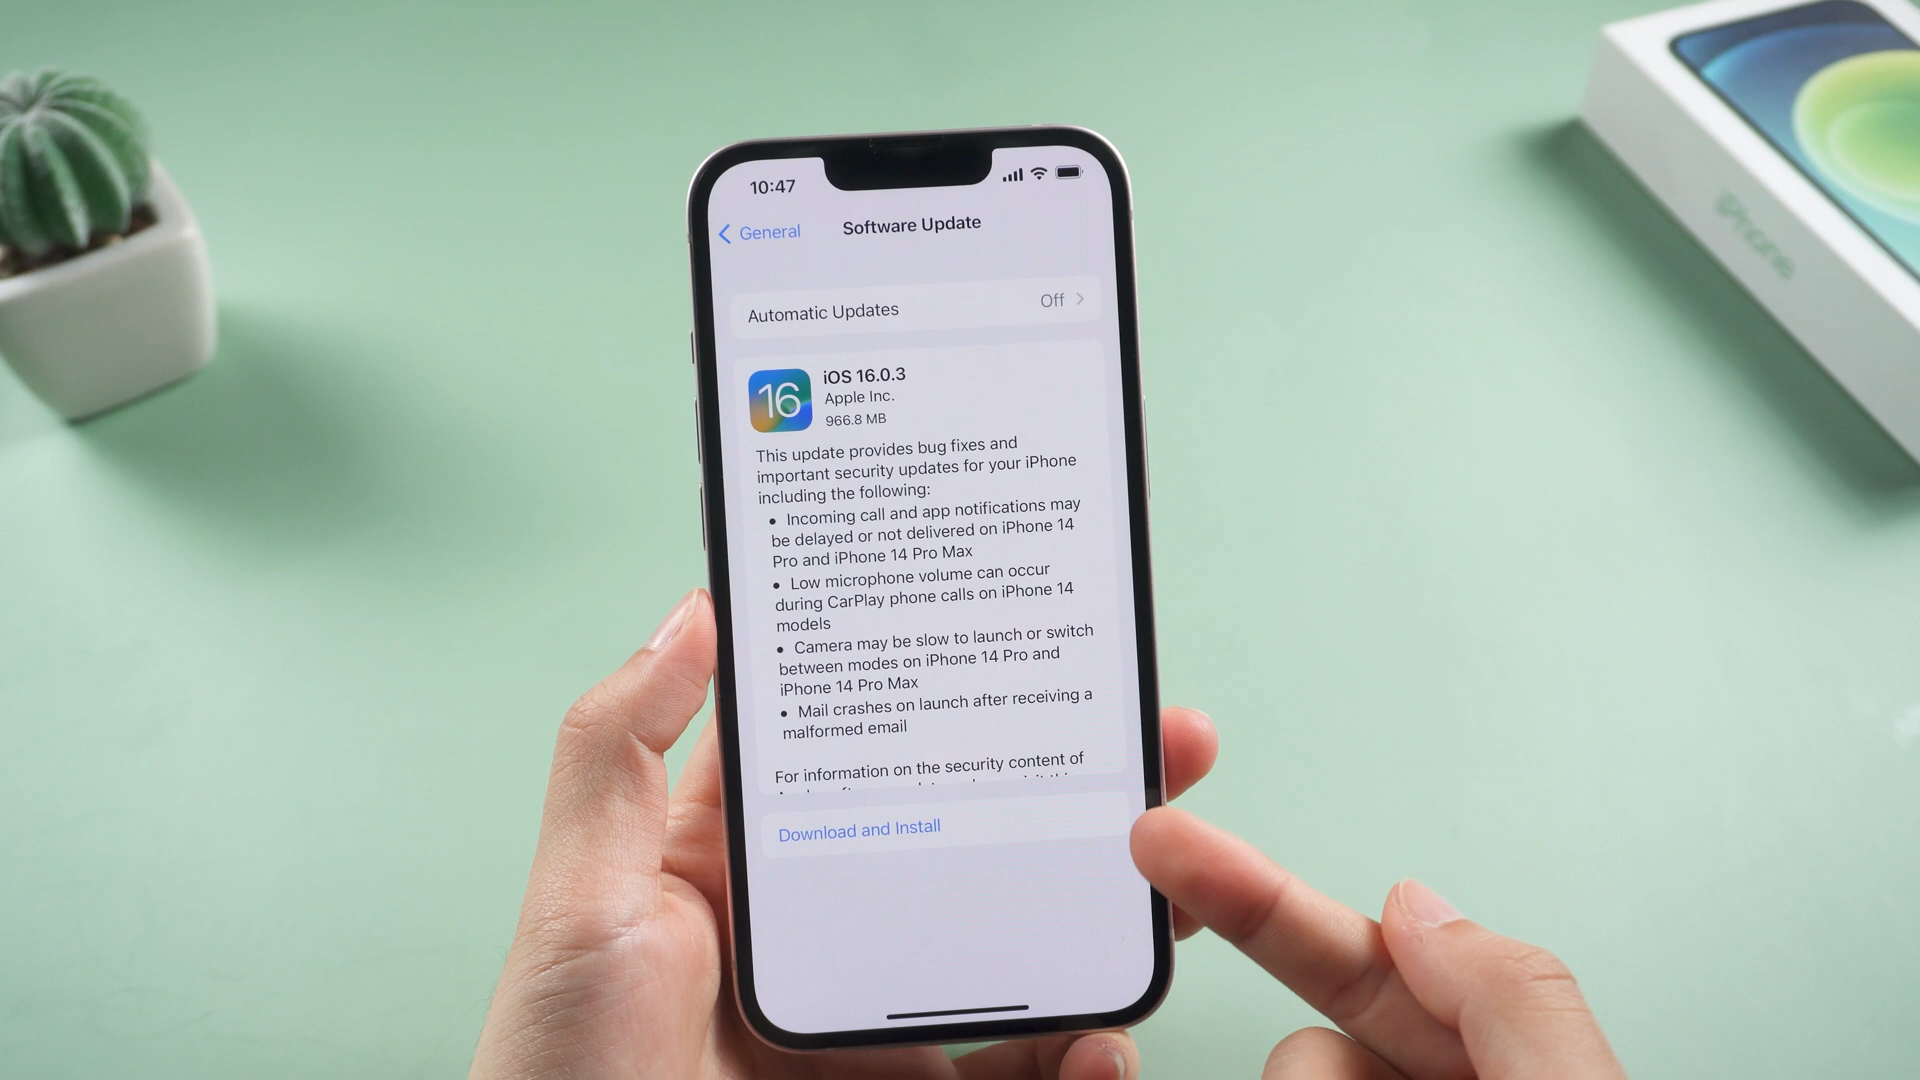 10:47
General
Software Update
Automatic Updates
Off
16
iOS 16.0.3
Apple Inc.
966.8 MB
This update provides bug fixes and
important security updates for your iPhone
including the following:
• Incoming call and app notifications may
be delayed or not delivered on iPhone 14
Pro and iPhone 14 Pro Max
• Low microphone volume can occur
during CarPlay phone calls on iPhone 14
models
• Camera may be slow to launch or switch
between modes on iPhone 14 Pro and
iPhone 14 Pro Max
• Mail crashes on launch after receiving a
malformed email
For information on the security content of
Download and Install
iPhone